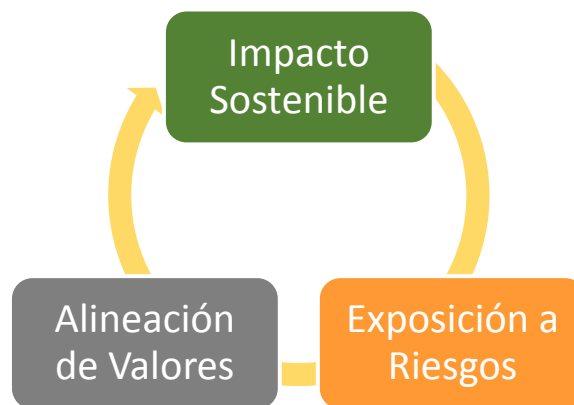 Impacto
Sostenible
Alineación
de Valores
Exposición a
Riesgos